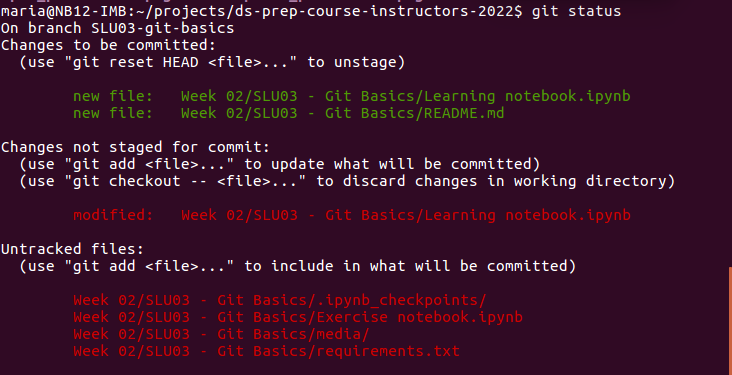 maria@NB12-IMB:~/projects/ds-prep-course-instructors-2022$ git status
On branch SLU03-git-basics
Changes to be committed:
  (use "git reset HEAD <file>..." to unstage)

        new file:   Week 02/SLU03 - Git Basics/Learning notebook.ipynb
        new file:   Week 02/SLU03 - Git Basics/README.md

Changes not staged for commit:
  (use "git add <file>..." to update what will be committed)
  (use "git checkout -- <file>..." to discard changes in working directory)

        modified:   Week 02/SLU03 - Git Basics/Learning notebook.ipynb

Untracked files:
  (use "git add <file>..." to include in what will be committed)

        Week 02/SLU03 - Git Basics/.ipynb_checkpoints/
        Week 02/SLU03 - Git Basics/Exercise notebook.ipynb
        Week 02/SLU03 - Git Basics/media/
        Week 02/SLU03 - Git Basics/requirements.txt